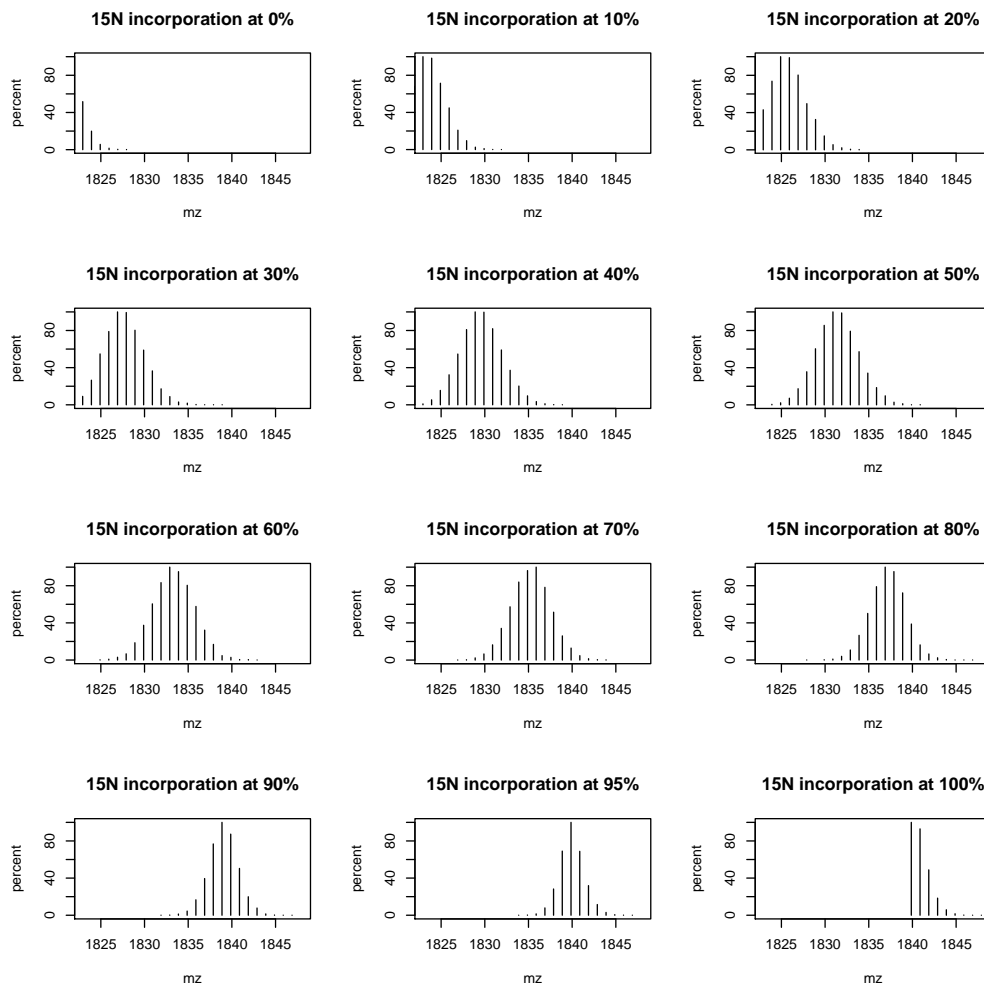 15N incorporation at 0%
percent
0 40 80
1825 1830 1835 1840 1845
mz
15N incorporation at 10%
percent
0 40 80
1825 1830 1835 1840 1845
mz
15N incorporation at 20%
percent
0 40 80
1825 1830 1835 1840 1845
mz
15N incorporation at 30%
percent
0 40 80
1825 1830 1835 1840 1845
mz
15N incorporation at 40%
percent
0 40 80
1825 1830 1835 1840 1845
mz
15N incorporation at 50%
percent
0 40 80
1825 1830 1835 1840 1845
mz
15N incorporation at 60%
percent
0 40 80
1825 1830 1835 1840 1845
mz
15N incorporation at 70%
percent
0 40 80
1825 1830 1835 1840 1845
mz
15N incorporation at 80%
percent
0 40 80
1825 1830 1835 1840 1845
mz
15N incorporation at 90%
percent
0 40 80
1825 1830 1835 1840 1845
mz
15N incorporation at 95%
percent
0 40 80
1825 1830 1835 1840 1845
mz
15N incorporation at 100%
percent
0 40 80
1825 1830 1835 1840 1845
mz